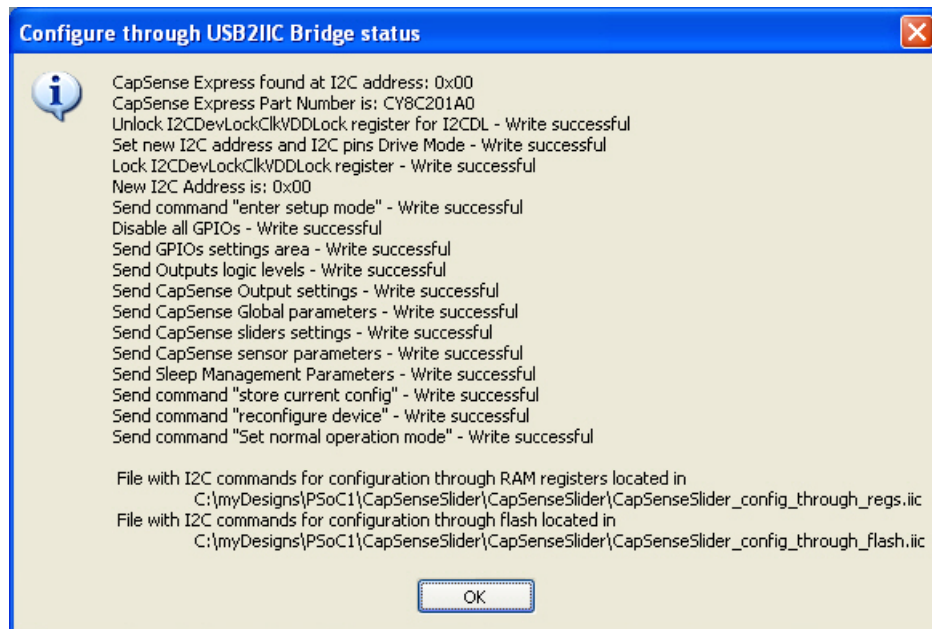 Configure through USB2IIC Bridge status
CapSense Express found at I2C address: 0x00
CapSense Express Part Number is: CY8C201A0
Unlock I2CDevLockClkVDDLock register for I2CDL - Write successful
Set new I2C address and I2C pins Drive Mode - Write successful
Lock I2CDevLockClkVDDLock register - Write successful
New I2C Address is: 0x00
Send command "enter setup mode" - Write successful
Disable all GPIOs - Write successful
Send GPIOs settings area - Write successful
Send Outputs logic levels - Write successful
Send CapSense Output settings - Write successful
Send CapSense Global parameters - Write successful
Send CapSense sliders settings - Write successful
Send CapSense sensor parameters - Write successful
Send Sleep Management Parameters - Write successful
Send command "store current config" - Write successful
Send command "reconfigure device" - Write successful
Send command "Set normal operation mode" - Write successful
File with I2C commands for configuration through RAM registers located in
C:\myDesigns\PSoC1\CapSenseSlider\CapSenseSlider\CapSenseSlider_config_through_regs.iic
File with I2C commands for configuration through flash located in
C:\myDesigns\PSoC1\CapSenseSlider\CapSenseSlider\CapSenseSlider_config_through_flash.iic
OK